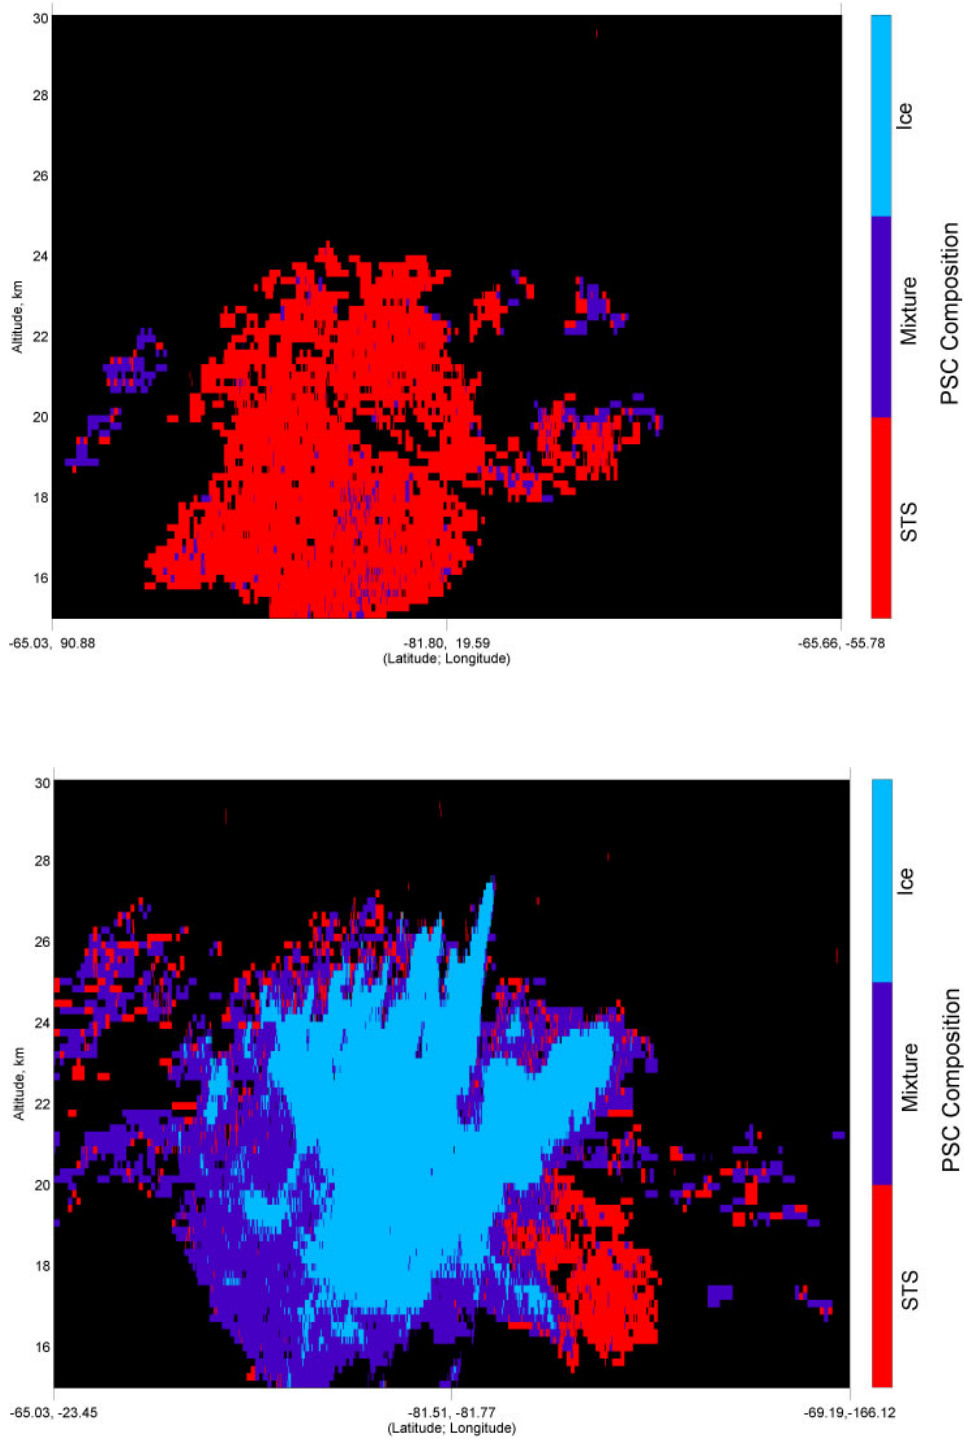 30
28
26
24
22
20
18
16
Altitude, km
-65.03, 90.88
-81.80, 19.59
-65.66, -55.78
(Latitude; Longitude)
Ice
Mixture
STS
PSC Composition
30
28
26
24
22
20
18
16
Altitude, km
-65.03, -23.45
-81.51, -81.77
-69.19,-166.12
(Latitude; Longitude)
Ice
Mixture
STS
PSC Composition